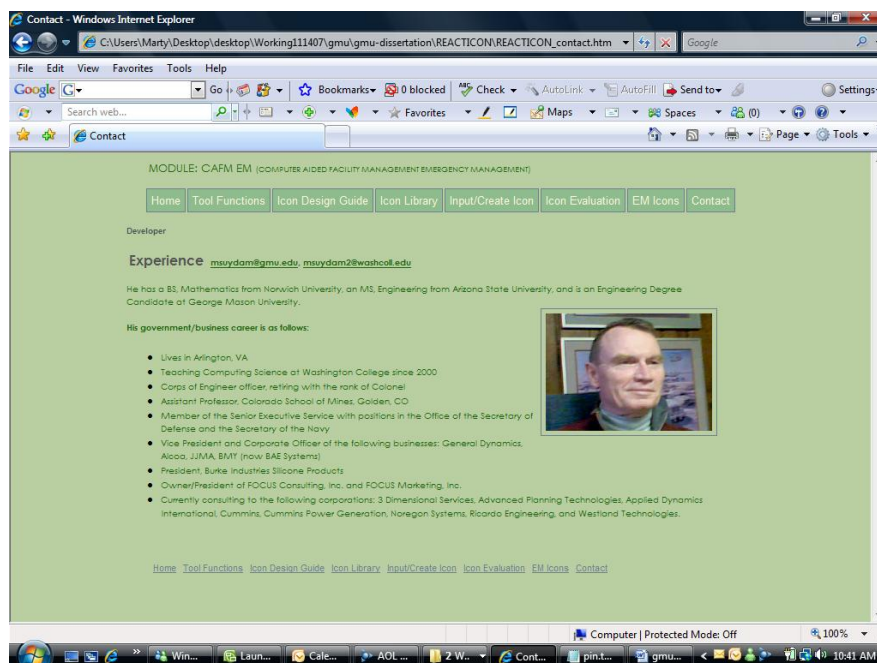 Contact - Windows Internet Explorer
C:\Users\Marty\Desktop\desktop\Working111407\gmu\gmu-dissertation\REACTICON\REACTICON_contact.htm
Google
File Edit View Favorites Tools Help
Google G Go Bookmarks 0 blocked Check AutoLink AutoFill Send to Settings
Search web... Favorites Maps Spaces (0)
Contact Page Tools
MODULE: CAFM EM (COMPUTER AIDED FACILITY MANAGEMENT EMERGENCY MANAGEMENT)
Home Tool Functions Icon Design Guide Icon Library Input/Create Icon Icon Evaluation EM Icons Contact
Developer
Experience msuydam@gmu.edu, msuydam2@washcoll.edu
He has a BS, Mathematics from Norwich University, an MS, Engineering from Arizona State University, and is an Engineering Degree
Candidate at George Mason University.
His government/business career is as follows:
Lives in Arlington, VA
Teaching Computing Science at Washington College since 2000
Corps of Engineer officer, retiring with the rank of Colonel
Assistant Professor, Colorado School of Mines, Golden, CO
Member of the Senior Executive Service with positions in the Office of the Secretary of
Defense and the Secretary of the Navy
Vice President and Corporate Officer of the following businesses: General Dynamics,
Alcoa, JJMA, BMY (now BAE Systems)
President, Burke Industries Silicone Products
Owner/President of FOCUS Consulting, Inc. and FOCUS Marketing, Inc.
Currently consulting to the following corporations: 3 Dimensional Services, Advanced Planning Technologies, Applied Dynamics
International, Cummins, Cummins Power Generation, Noregon Systems, Ricardo Engineering, and Westland Technologies.
Home Tool Functions Icon Design Guide Icon Library Input/Create Icon Icon Evaluation EM Icons Contact
Computer | Protected Mode: Off 100%
Win... Laun... Cale... AOL ... 2 W... Cont... pin.t... gmu... 10:41 AM